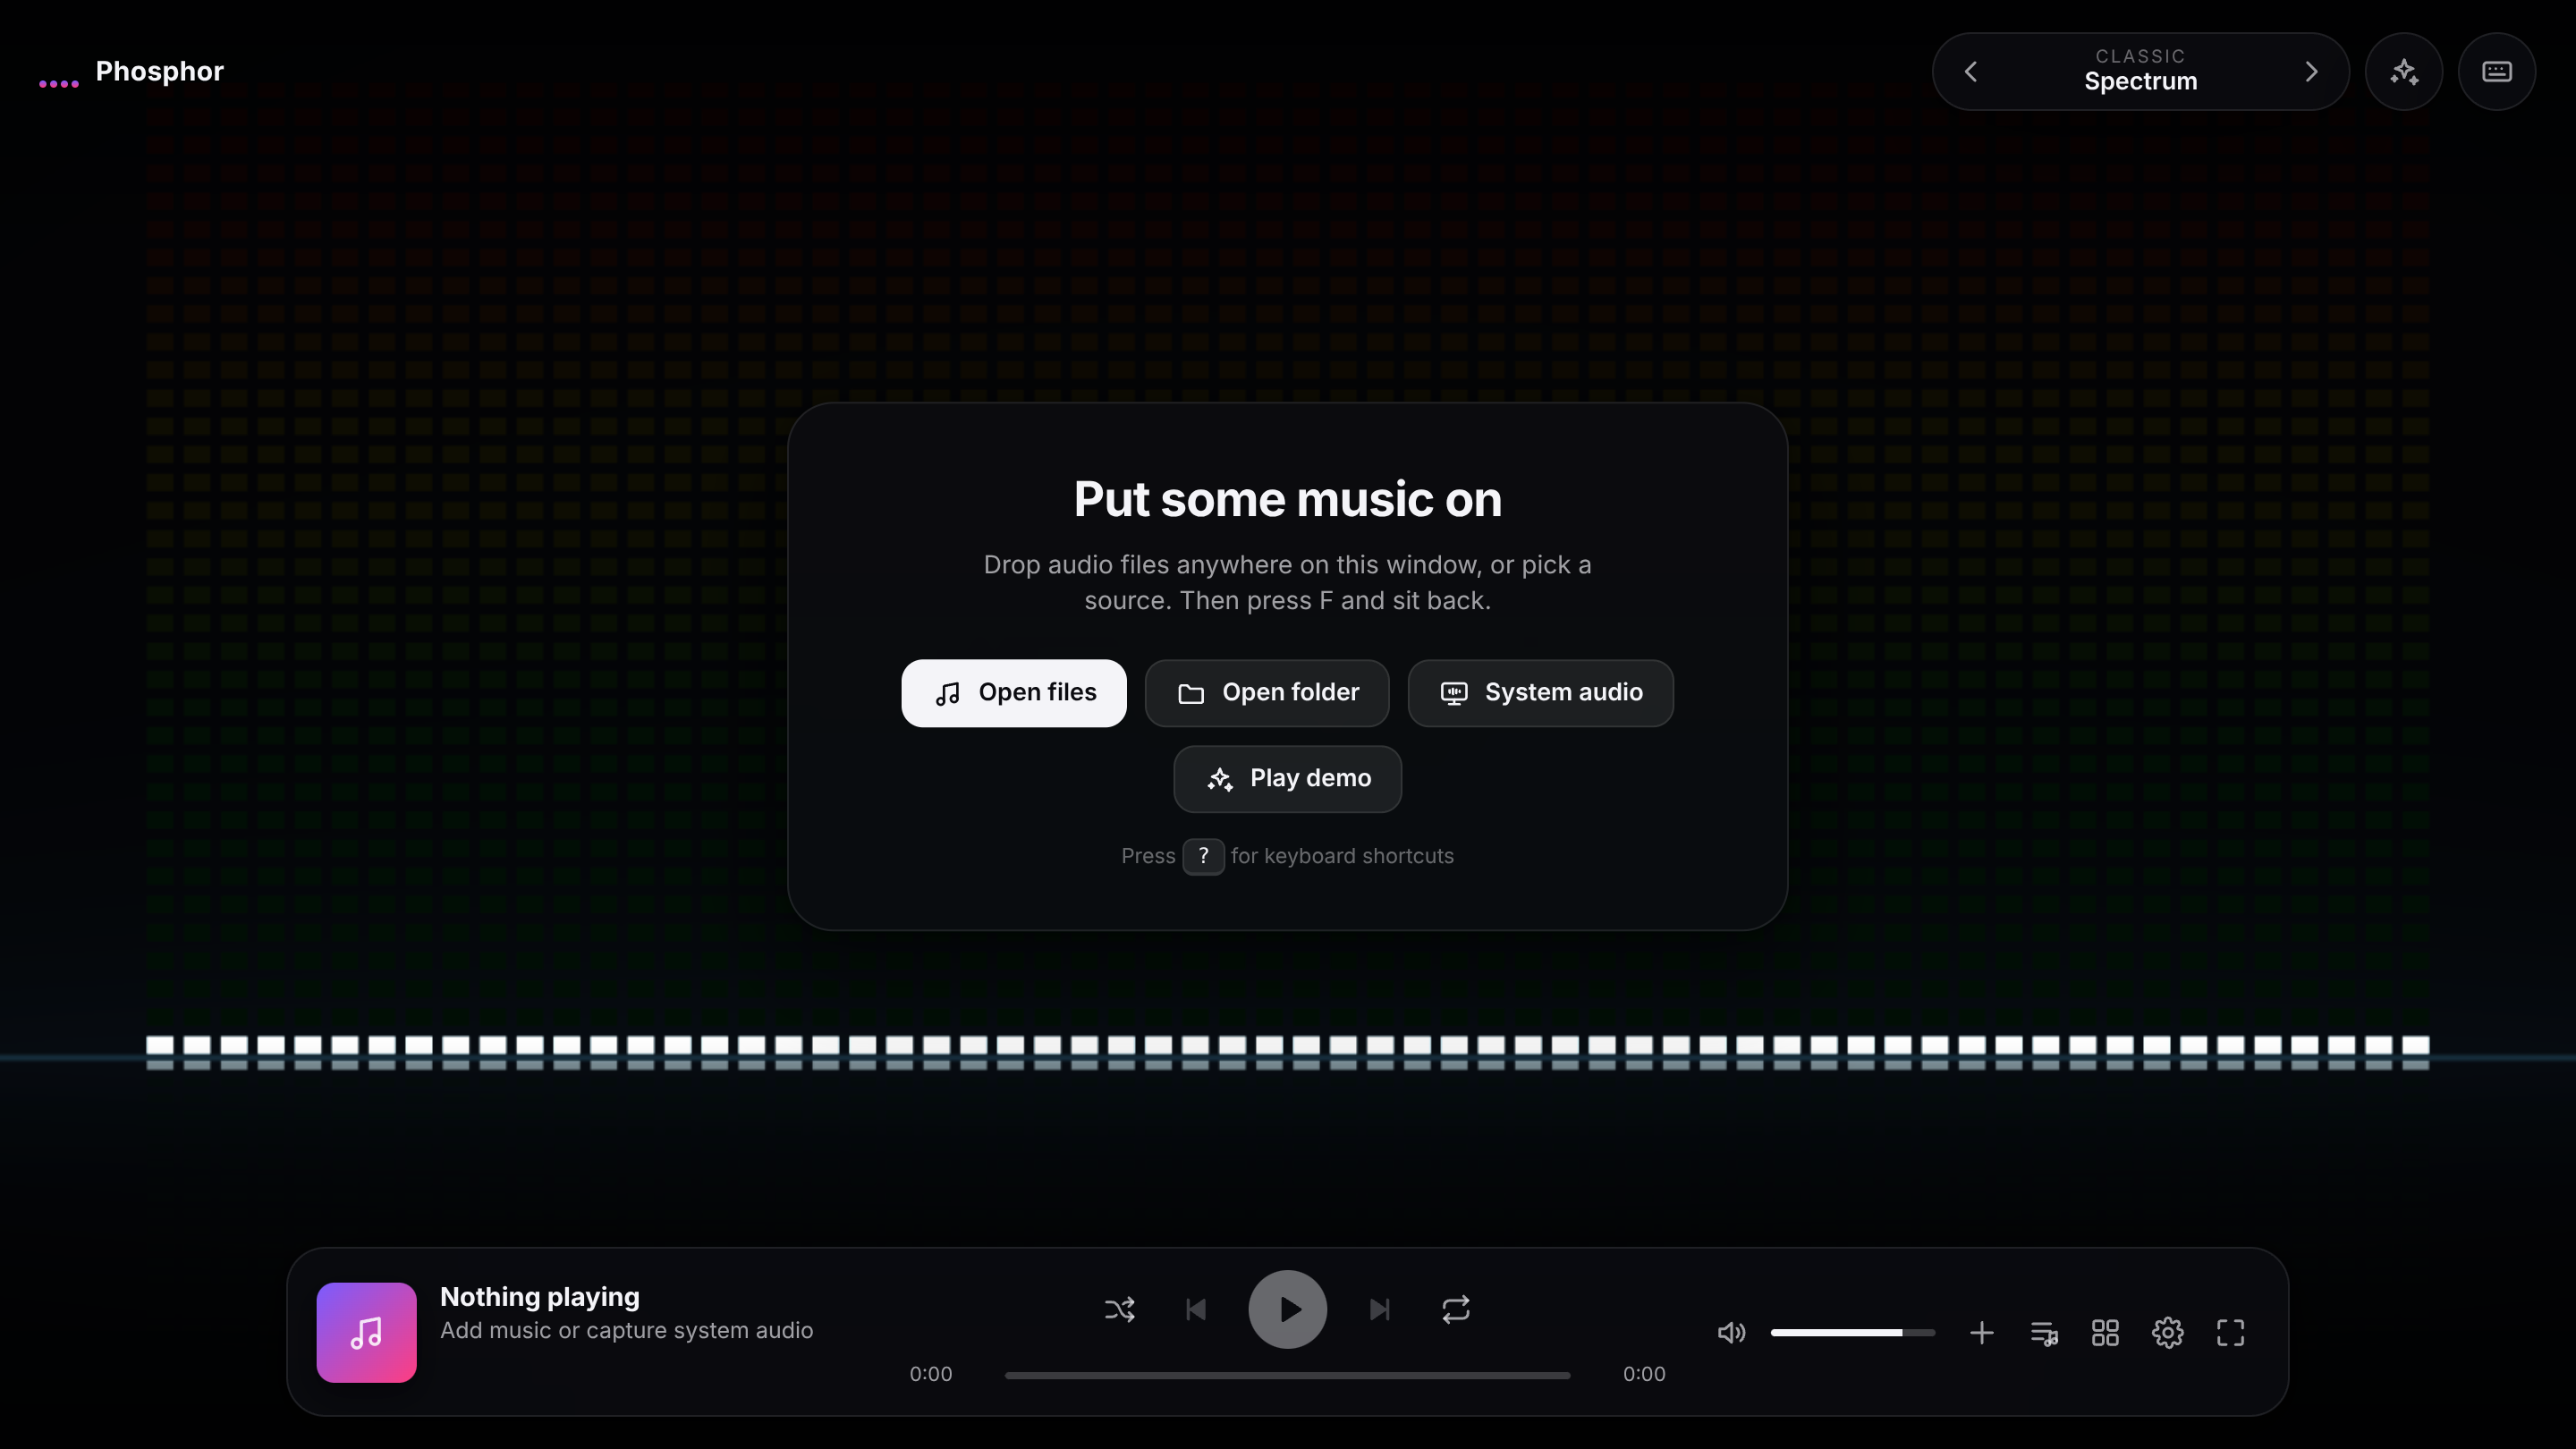 Phosphor
CLASSIC
Spectrum
Put some music on
Drop audio files anywhere on this window, or pick a
source. Then press F and sit back.
Open files
Open folder
System audio
Play demo
Press ? for keyboard shortcuts
Nothing playing
Add music or capture system audio
0:00
0:00